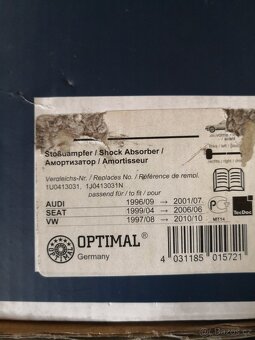 Stoßdämpfer / Shock Absorber /
Амортизатор / Amortisseur
Vergleichs-Nr. / Replaces No. / Référence de rempl.
1U0413031, 1J0413031N
passend für / to fit / pour
AUDI 1996/09 → 2001/07
SEAT 1999/04 → 2006/06
VW 1997/08 → 2010/10
MT14
TecDoc
OPTIMAL®
Germany
4 031185 015721